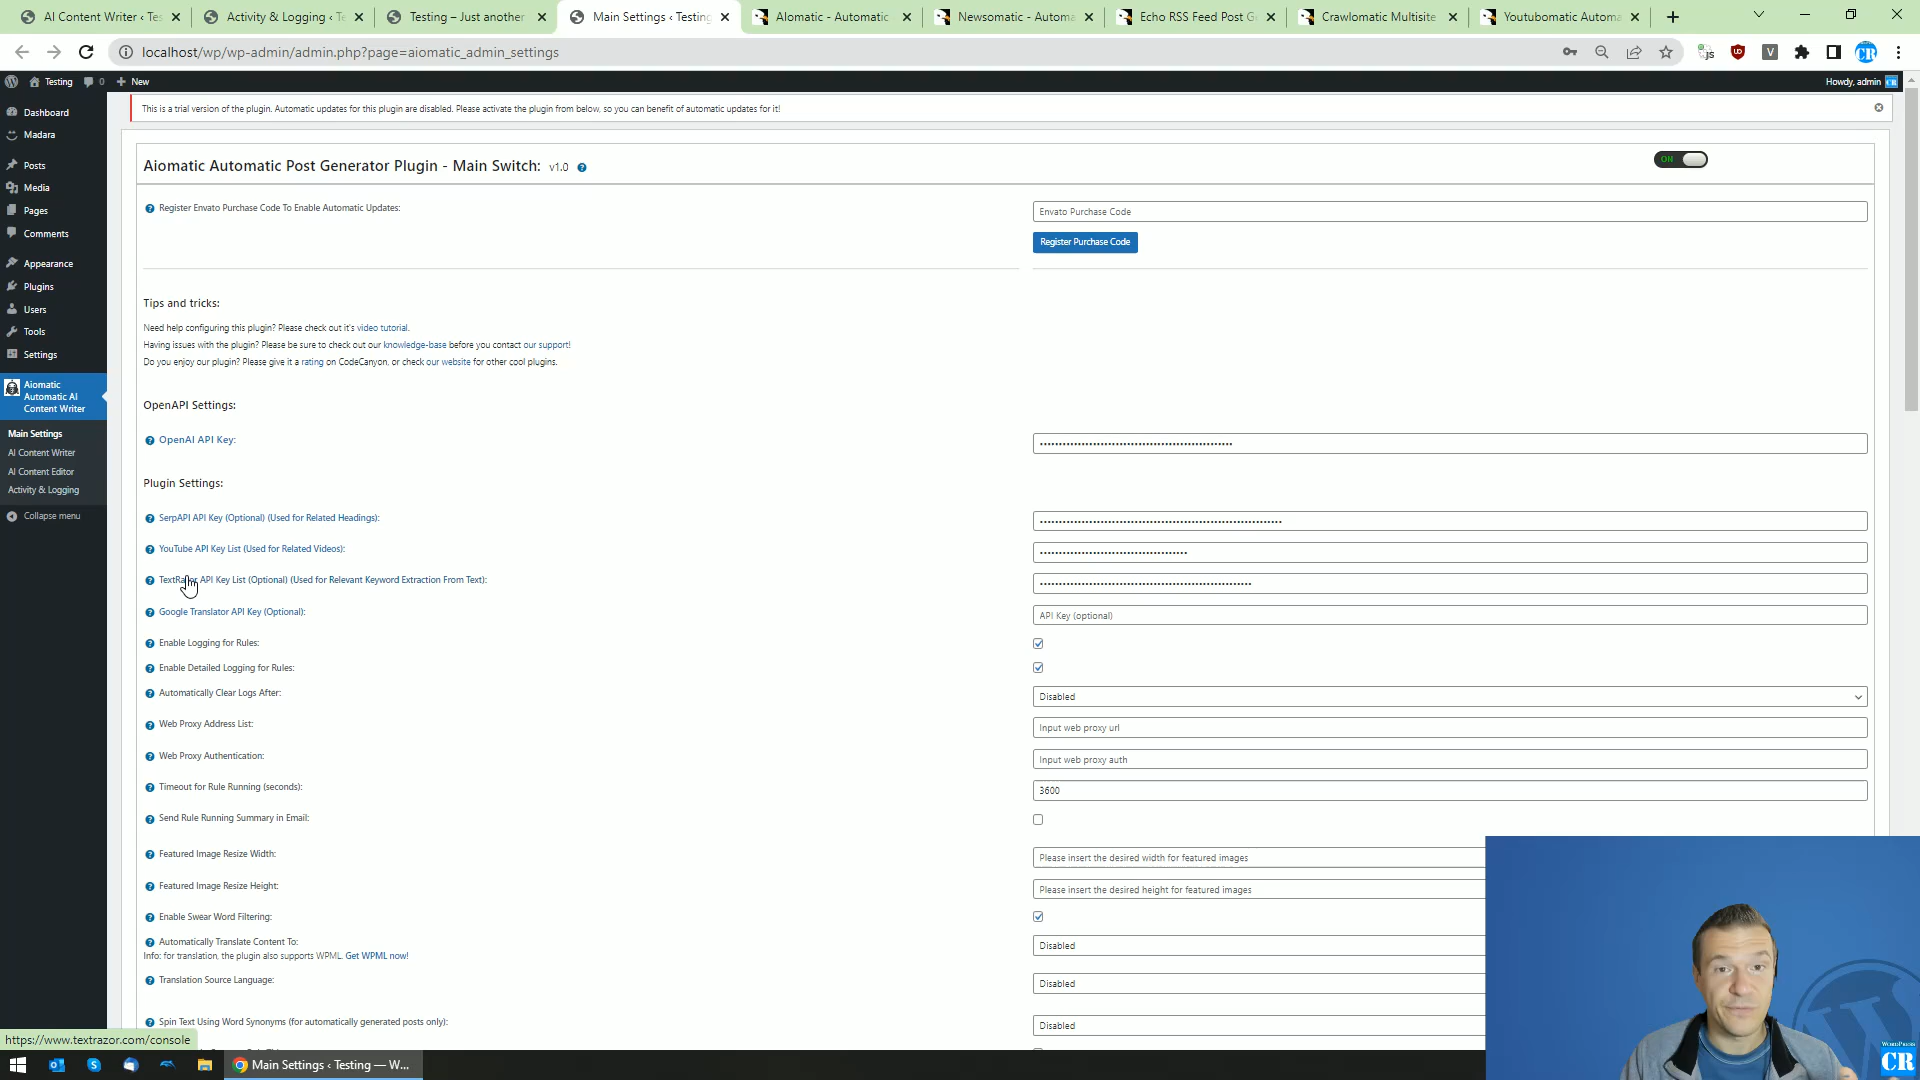 AI Content Writer ‹ Tes
Activity & Logging ‹ Te
Testing – Just another
Main Settings ‹ Testing
AIomatic - Automatic
Newsomatic - Automa
Echo RSS Feed Post G
Crawlomatic Multisite
Youtubomatic Automa
localhost/wp/wp-admin/admin.php?page=aiomatic_admin_settings
Testing
0
New
Howdy, admin
Dashboard
Madara
Posts
Media
Pages
Comments
Appearance
Plugins
Users
Tools
Settings
Aiomatic
Automatic AI
Content Writer
Main Settings
AI Content Writer
AI Content Editor
Activity & Logging
Collapse menu
This is a trial version of the plugin. Automatic updates for this plugin are disabled. Please activate the plugin from below, so you can benefit of automatic updates for it!
Aiomatic Automatic Post Generator Plugin - Main Switch: v1.0
ON
Register Envato Purchase Code To Enable Automatic Updates:
Envato Purchase Code
Register Purchase Code
Tips and tricks:
Need help configuring this plugin? Please check out it's video tutorial.
Having issues with the plugin? Please be sure to check out our knowledge-base before you contact our support!
Do you enjoy our plugin? Please give it a rating on CodeCanyon, or check our website for other cool plugins.
OpenAPI Settings:
OpenAI API Key:
Plugin Settings:
SerpAPI API Key (Optional) (Used for Related Headings):
YouTube API Key List (Used for Related Videos):
TextRazor API Key List (Optional) (Used for Relevant Keyword Extraction From Text):
Google Translator API Key (Optional):
API Key (optional)
Enable Logging for Rules:
Enable Detailed Logging for Rules:
Automatically Clear Logs After:
Disabled
Web Proxy Address List:
Input web proxy url
Web Proxy Authentication:
Input web proxy auth
Timeout for Rule Running (seconds):
3600
Send Rule Running Summary in Email:
Featured Image Resize Width:
Please insert the desired width for featured images
Featured Image Resize Height:
Please insert the desired height for featured images
Enable Swear Word Filtering:
Automatically Translate Content To:
Disabled
Info: for translation, the plugin also supports WPML. Get WPML now!
Translation Source Language:
Disabled
Spin Text Using Word Synonyms (for automatically generated posts only):
Disabled
https://www.textrazor.com/console
Main Settings ‹ Testing — W...
WORDPRESS
CR